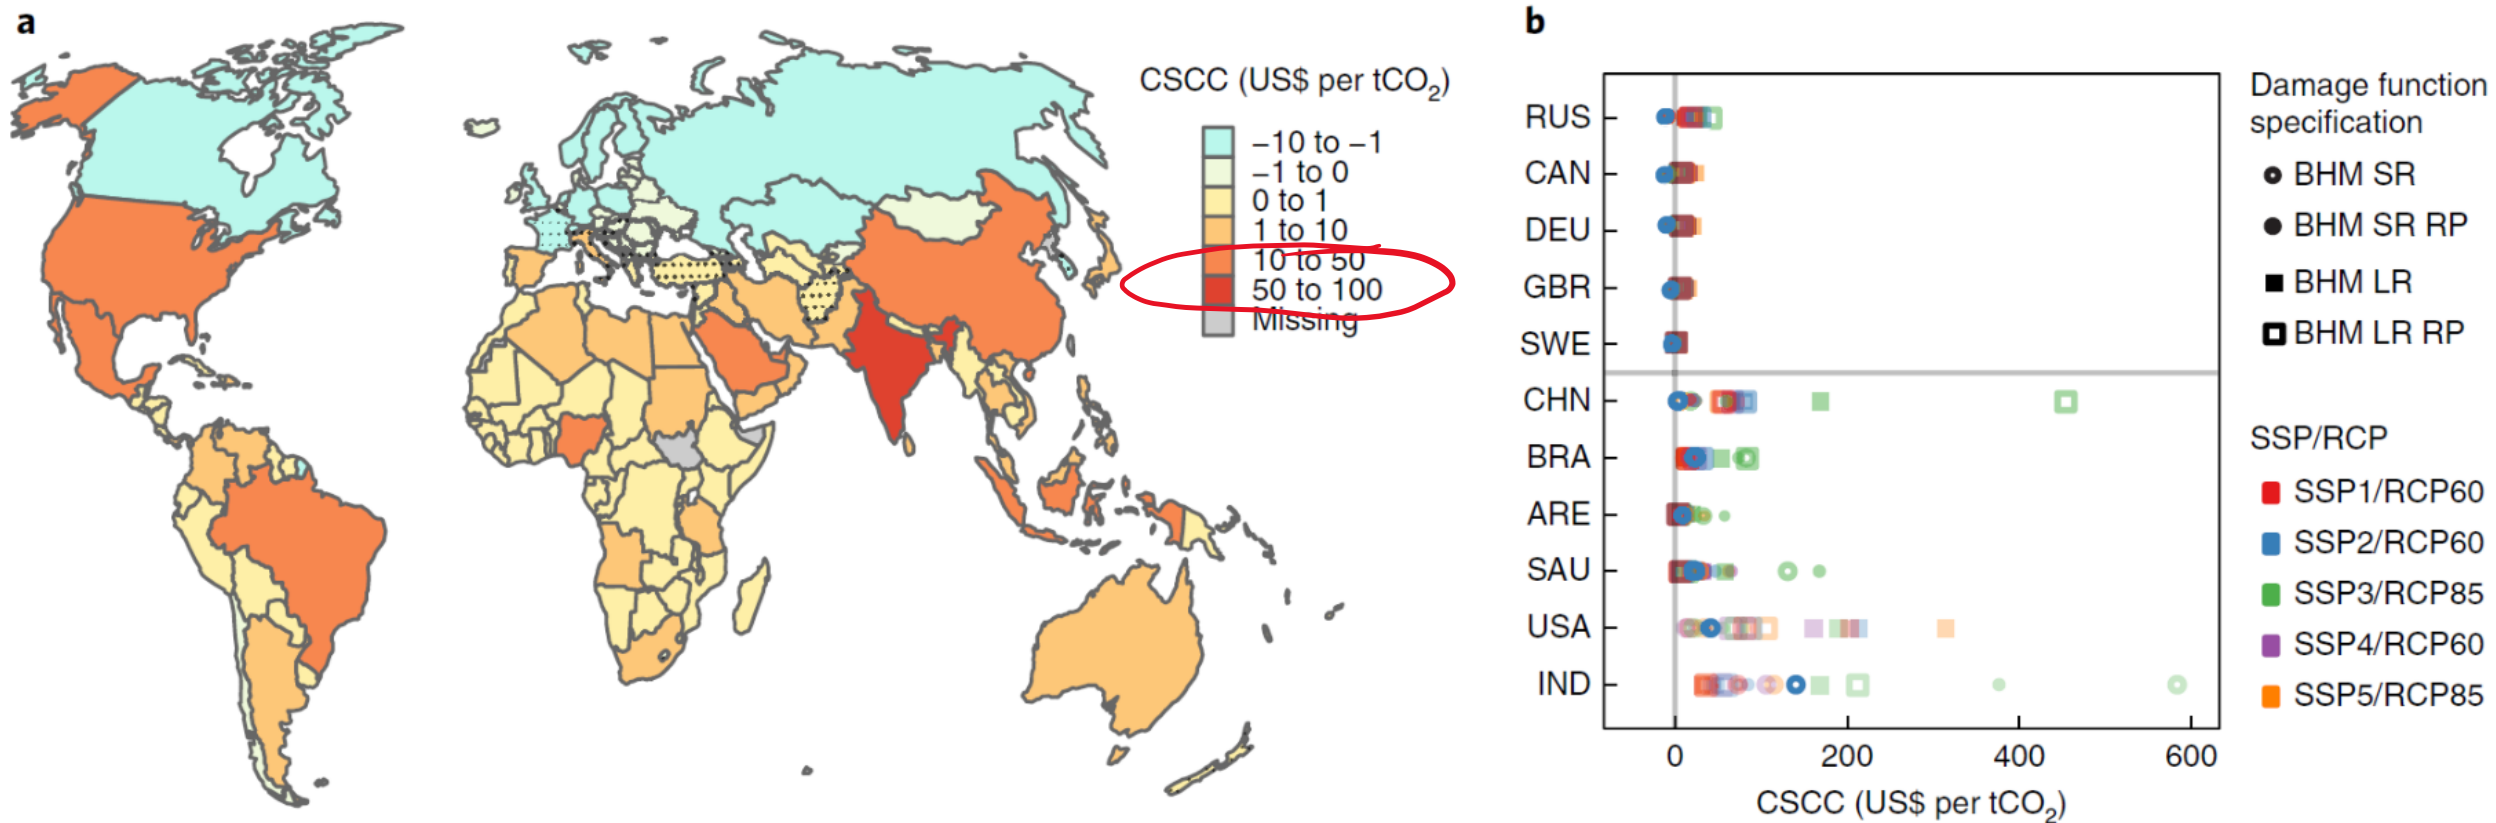 a
CSCC (US$ per tCO2)
−10 to −1
−1 to 0
0 to 1
1 to 10
10 to 50
50 to 100
Missing
b
RUS
CAN
DEU
GBR
SWE
CHN
BRA
ARE
SAU
USA
IND
0 200 400 600
CSCC (US$ per tCO2)
Damage function
specification
BHM SR
BHM SR RP
BHM LR
BHM LR RP
SSP/RCP
SSP1/RCP60
SSP2/RCP60
SSP3/RCP85
SSP4/RCP60
SSP5/RCP85